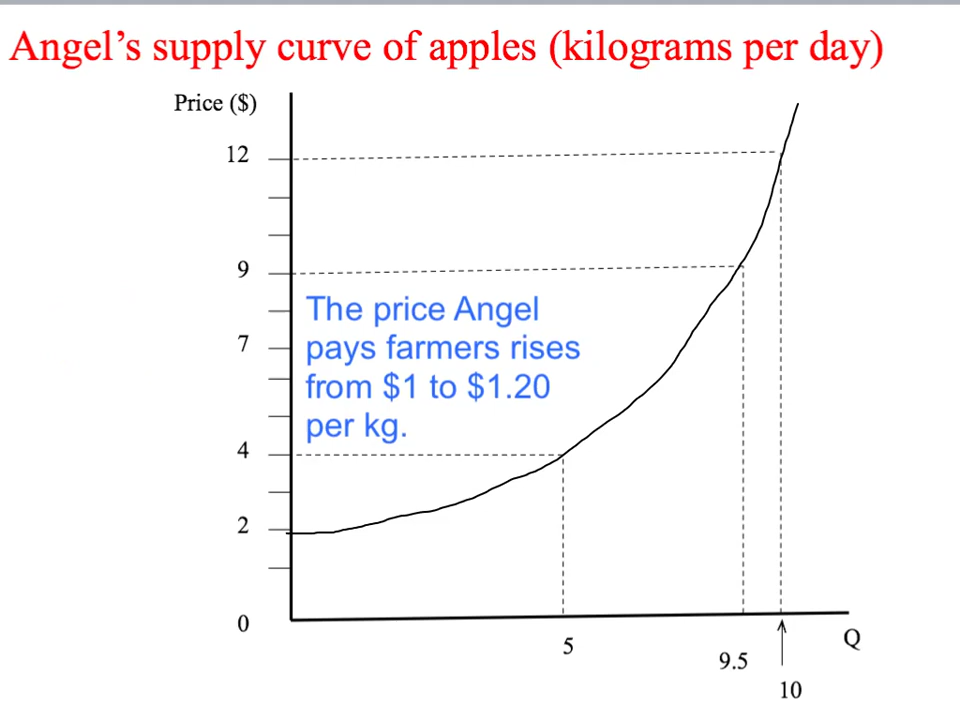 Angel's supply curve of apples (kilograms per day)
Price ($)
12
9
The price Angel
7
pays farmers rises
from $1 to $1.20
per kg.
4
2
0
5
9.5
10
Q